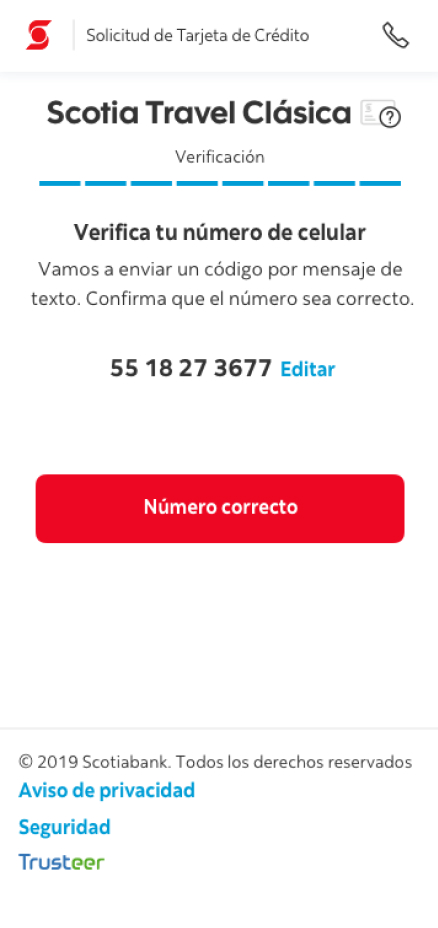 Solicitud de Tarjeta de Crédito
Scotia Travel Clásica
$
?
Verificación
Verifica tu número de celular
Vamos a enviar un código por mensaje de
texto. Confirma que el número sea correcto.
55 18 27 3677 Editar
Número correcto
© 2019 Scotiabank. Todos los derechos reservados
Aviso de privacidad
Seguridad
Trusteer